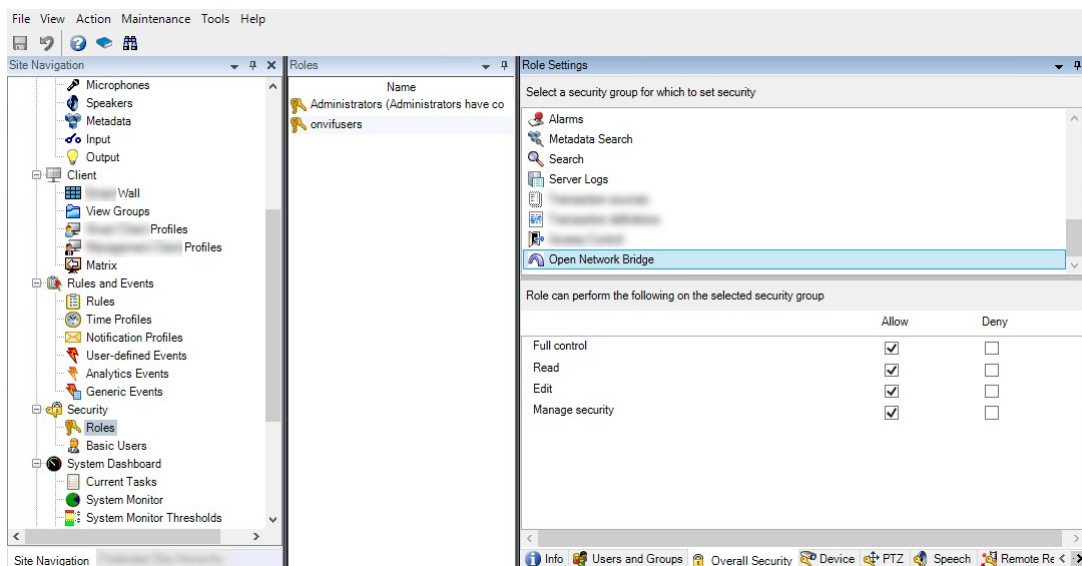 File View Action Maintenance Tools Help
Site Navigation
Microphones
Speakers
Metadata
Input
Output
Client
Wall
View Groups
Profiles
Profiles
Matrix
Rules and Events
Rules
Time Profiles
Notification Profiles
User-defined Events
Analytics Events
Generic Events
Security
Roles
Basic Users
System Dashboard
Current Tasks
System Monitor
System Monitor Thresholds
Site Navigation
Roles
Name
Administrators (Administrators have co
onvifusers
Role Settings
Select a security group for which to set security
Alarms
Metadata Search
Search
Server Logs
Open Network Bridge
Role can perform the following on the selected security group
Allow Deny
Full control
Read
Edit
Manage security
Info Users and Groups Overall Security Device PTZ Speech Remote Re